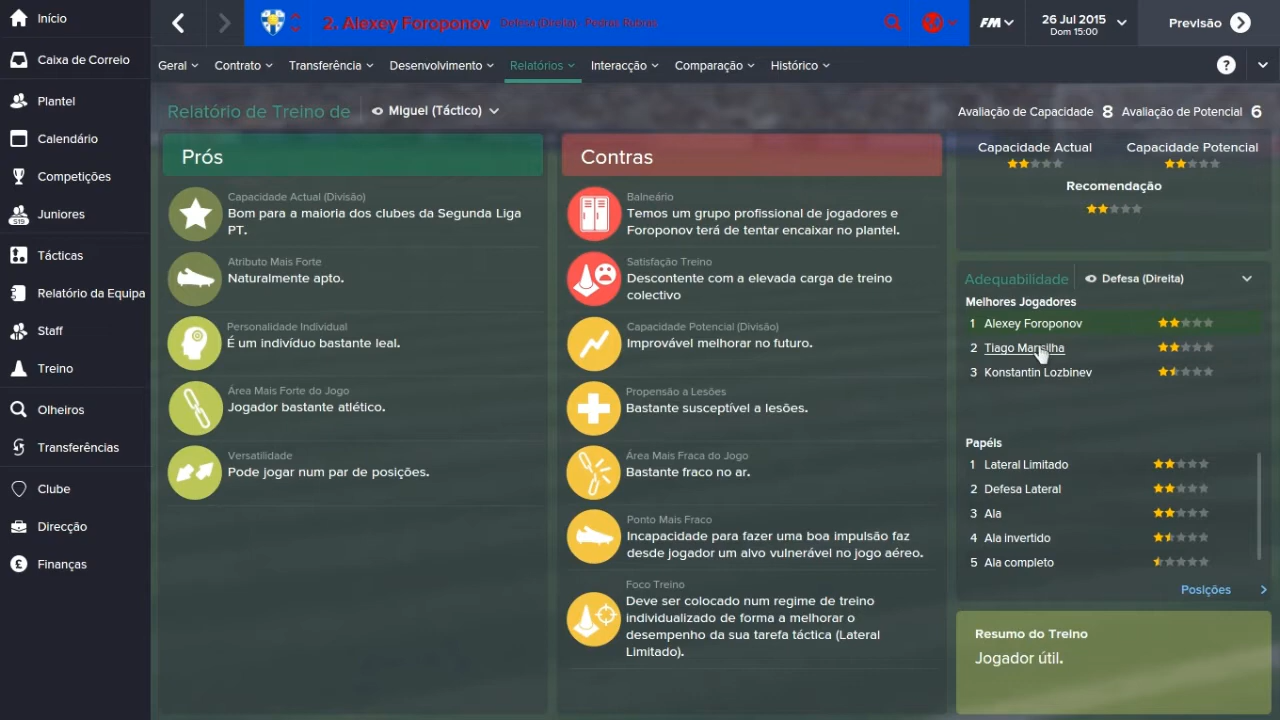 Início
Caixa de Correio
Plantel
Calendário
Competições
S19
Juniores
Tácticas
Relatório da Equipa
Staff
Treino
Olheiros
Transferências
Clube
Direcção
£
Finanças
2. Alexey Foroponov
Defesa (Direita)
FM
26 Jul 2015
Dom 15:00
Previsão
Geral
Contrato
Transferência
Desenvolvimento
Relatórios
Interacção
Comparação
Histórico
?
Relatório de Treino de
Miguel (Táctico)
Avaliação de Capacidade 8 Avaliação de Potencial 6
Prós
Capacidade Actual (Divisão)
Bom para a maioria dos clubes da Segunda Liga
PT.
Atributo Mais Forte
Naturalmente apto.
Personalidade Individual
É um indivíduo bastante leal.
Área Mais Forte do Jogo
Jogador bastante atlético.
Versatilidade
Pode jogar num par de posições.
Contras
Balneário
Temos um grupo profissional de jogadores e
Foroponov terá de tentar encaixar no plantel.
Satisfação Treino
Descontente com a elevada carga de treino
colectivo
Capacidade Potencial (Divisão)
Improvável melhorar no futuro.
Propensão a Lesões
Bastante susceptível a lesões.
Área Mais Fraca do Jogo
Bastante fraco no ar.
Ponto Mais Fraco
Incapacidade para fazer uma boa impulsão faz
desde jogador um alvo vulnerável no jogo aéreo.
Foco Treino
Deve ser colocado num regime de treino
individualizado de forma a melhorar o
desempenho da sua tarefa táctica (Lateral
Limitado).
Capacidade Actual
Capacidade Potencial
Recomendação
Adequabilidade
Defesa (Direita)
Melhores Jogadores
1 Alexey Foroponov
2 Tiago
3 Konstantin Lozbinev
Papéis
1 Lateral Limitado
2 Defesa Lateral
3 Ala
4 Ala invertido
5 Ala completo
Posições
Resumo do Treino
Jogador útil.